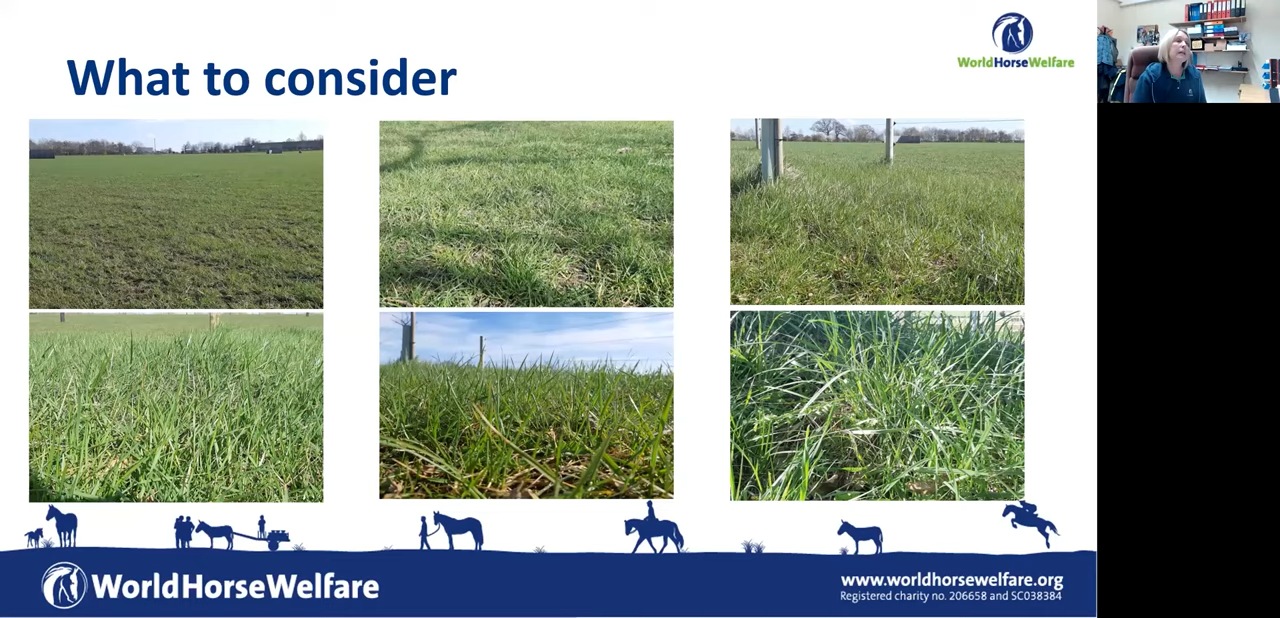 What to consider
WorldHorseWelfare
WorldHorseWelfare
www.worldhorsewelfare.org
Registered charity no. 206658 and SC038384